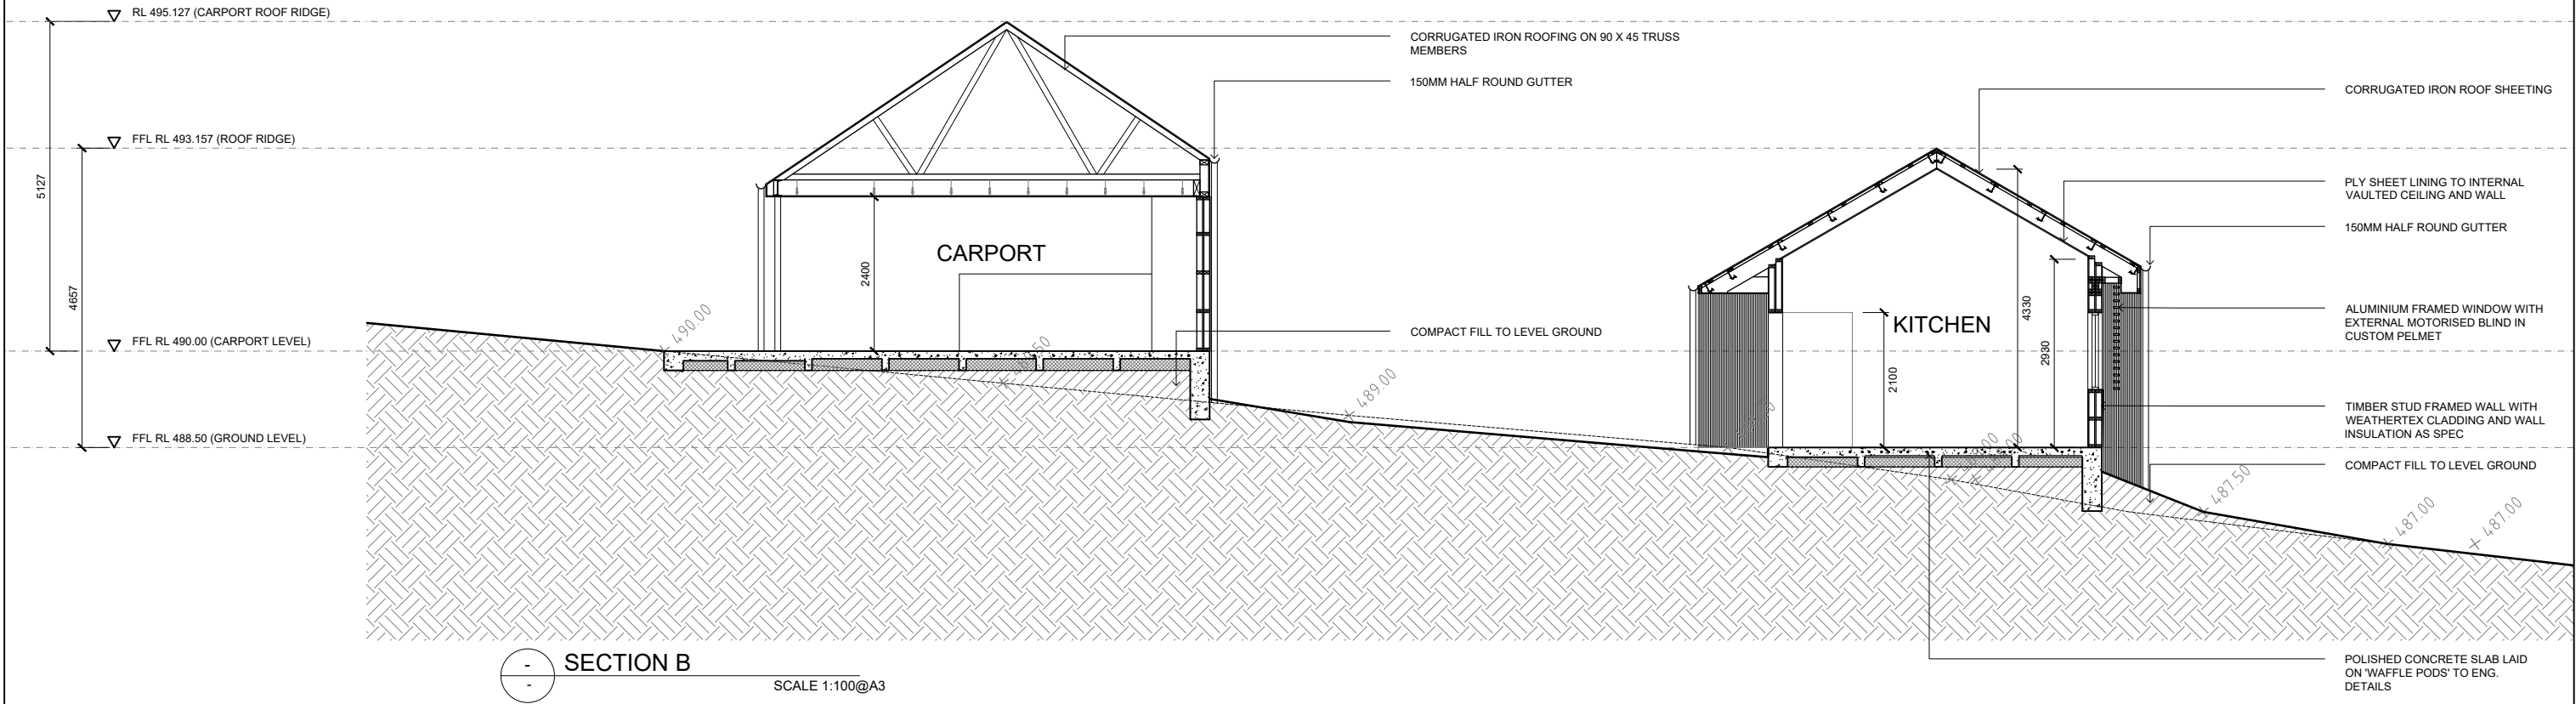 RL 495.127 (CARPORT ROOF RIDGE)
CORRUGATED IRON ROOFING ON 90 X 45 TRUSS
MEMBERS
150MM HALF ROUND GUTTER
CORRUGATED IRON ROOF SHEETING
FFL RL 493.157 (ROOF RIDGE)
5127
PLY SHEET LINING TO INTERNAL
VAULTED CEILING AND WALL
150MM HALF ROUND GUTTER
CARPORT
2400
4657
4330
KITCHEN
ALUMINIUM FRAMED WINDOW WITH
EXTERNAL MOTORISED BLIND IN
CUSTOM PELMET
490.00
COMPACT FILL TO LEVEL GROUND
FFL RL 490.00 (CARPORT LEVEL)
2930
2100
489.00
TIMBER STUD FRAMED WALL WITH
WEATHERTEX CLADDING AND WALL
INSULATION AS SPEC
FFL RL 488.50 (GROUND LEVEL)
COMPACT FILL TO LEVEL GROUND
487.50
487.00
487.00
SECTION B
SCALE 1:100@A3
-
-
POLISHED CONCRETE SLAB LAID
ON 'WAFFLE PODS' TO ENG.
DETAILS